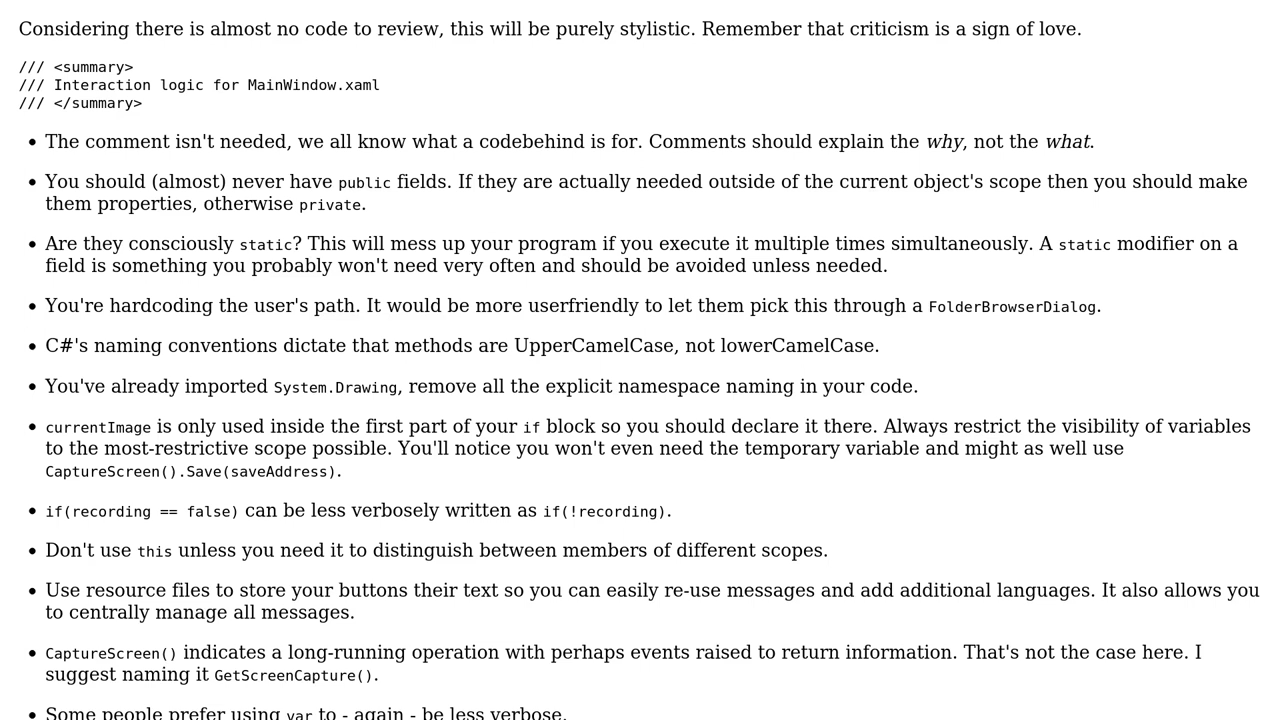 Considering there is almost no code to review, this will be purely stylistic. Remember that criticism is a sign of love.
/// <summary>
/// Interaction logic for MainWindow.xaml
/// </summary>
• The comment isn't needed, we all know what a codebehind is for. Comments should explain the why, not the what.
• You should (almost) never have public fields. If they are actually needed outside of the current object's scope then you should make
them properties, otherwise private.
• Are they consciously static? This will mess up your program if you execute it multiple times simultaneously. A static modifier on a
field is something you probably won't need very often and should be avoided unless needed.
• You're hardcoding the user's path. It would be more userfriendly to let them pick this through a FolderBrowserDialog.
• C#'s naming conventions dictate that methods are UpperCamelCase, not lowerCamelCase.
• You've already imported System.Drawing, remove all the explicit namespace naming in your code.
• currentImage is only used inside the first part of your if block so you should declare it there. Always restrict the visibility of variables
to the most-restrictive scope possible. You'll notice you won't even need the temporary variable and might as well use
CaptureScreen().Save(saveAddress).
• if(recording == false) can be less verbosely written as if(!recording).
• Don't use this unless you need it to distinguish between members of different scopes.
• Use resource files to store your buttons their text so you can easily re-use messages and add additional languages. It also allows you
to centrally manage all messages.
• CaptureScreen() indicates a long-running operation with perhaps events raised to return information. That's not the case here. I
suggest naming it GetScreenCapture().
• Some people prefer using var to - again - be less verbose.